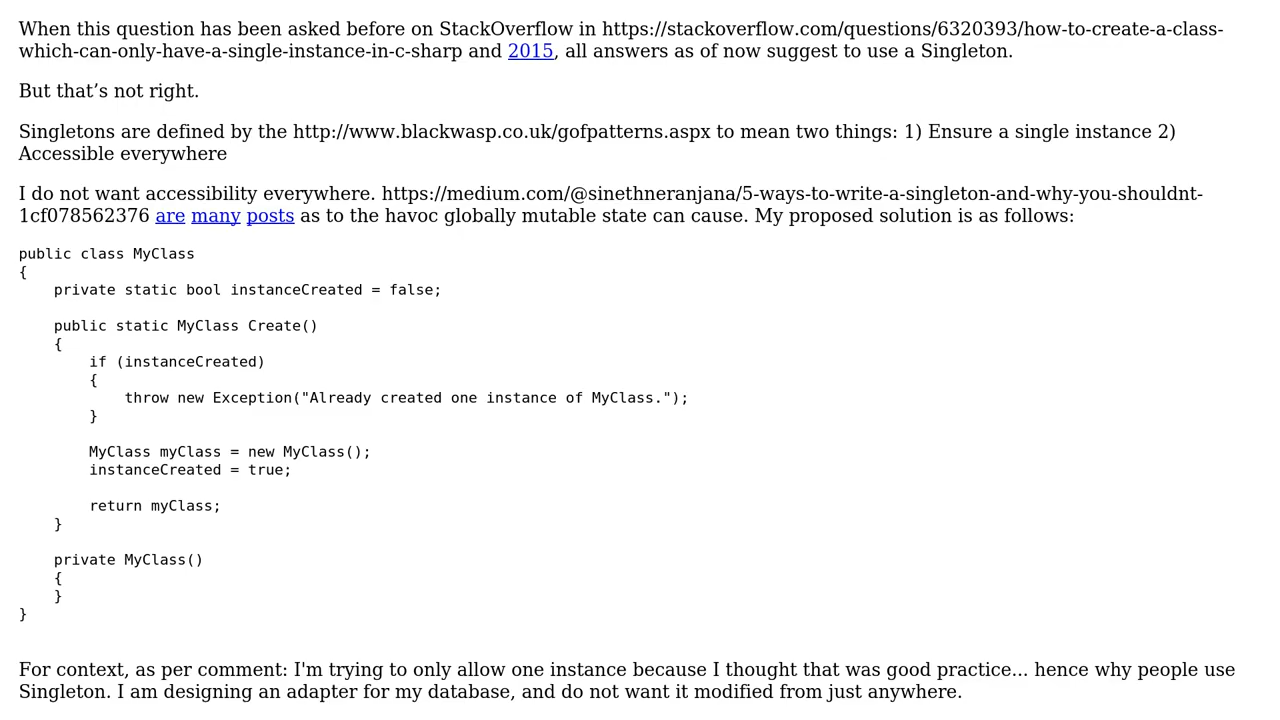 When this question has been asked before on StackOverflow in https://stackoverflow.com/questions/6320393/how-to-create-a-class-
which-can-only-have-a-single-instance-in-c-sharp and 2015, all answers as of now suggest to use a Singleton.
But that’s not right.
Singletons are defined by the http://www.blackwasp.co.uk/gofpatterns.aspx to mean two things: 1) Ensure a single instance 2)
Accessible everywhere
I do not want accessibility everywhere. https://medium.com/@sinethneranjana/5-ways-to-write-a-singleton-and-why-you-shouldnt-
1cf078562376 are many posts as to the havoc globally mutable state can cause. My proposed solution is as follows:
public class MyClass
{
    private static bool instanceCreated = false;

    public static MyClass Create()
    {
        if (instanceCreated)
        {
            throw new Exception("Already created one instance of MyClass.");
        }

        MyClass myClass = new MyClass();
        instanceCreated = true;

        return myClass;
    }

    private MyClass()
    {
    }
}
For context, as per comment: I'm trying to only allow one instance because I thought that was good practice... hence why people use
Singleton. I am designing an adapter for my database, and do not want it modified from just anywhere.